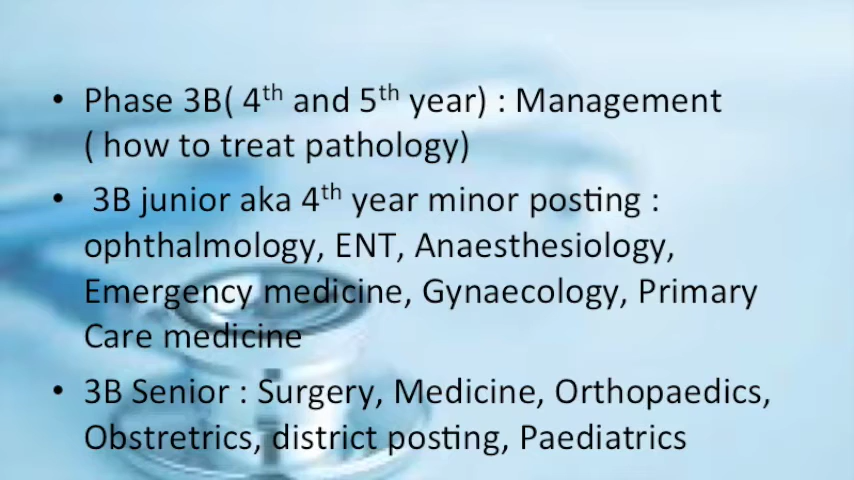 • Phase 3B( 4th and 5th year) : Management
( how to treat pathology)
• 3B junior aka 4th year minor posting :
ophthalmology, ENT, Anaesthesiology,
Emergency medicine, Gynaecology, Primary
Care medicine
• 3B Senior : Surgery, Medicine, Orthopaedics,
Obstretrics, district posting, Paediatrics